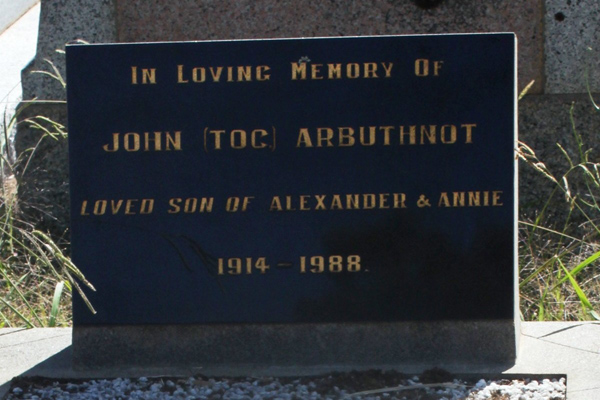 In Loving Memory Of
JOHN (TOC) ARBUTHNOT
LOVED SON OF ALEXANDER & ANNIE
1914 - 1988.